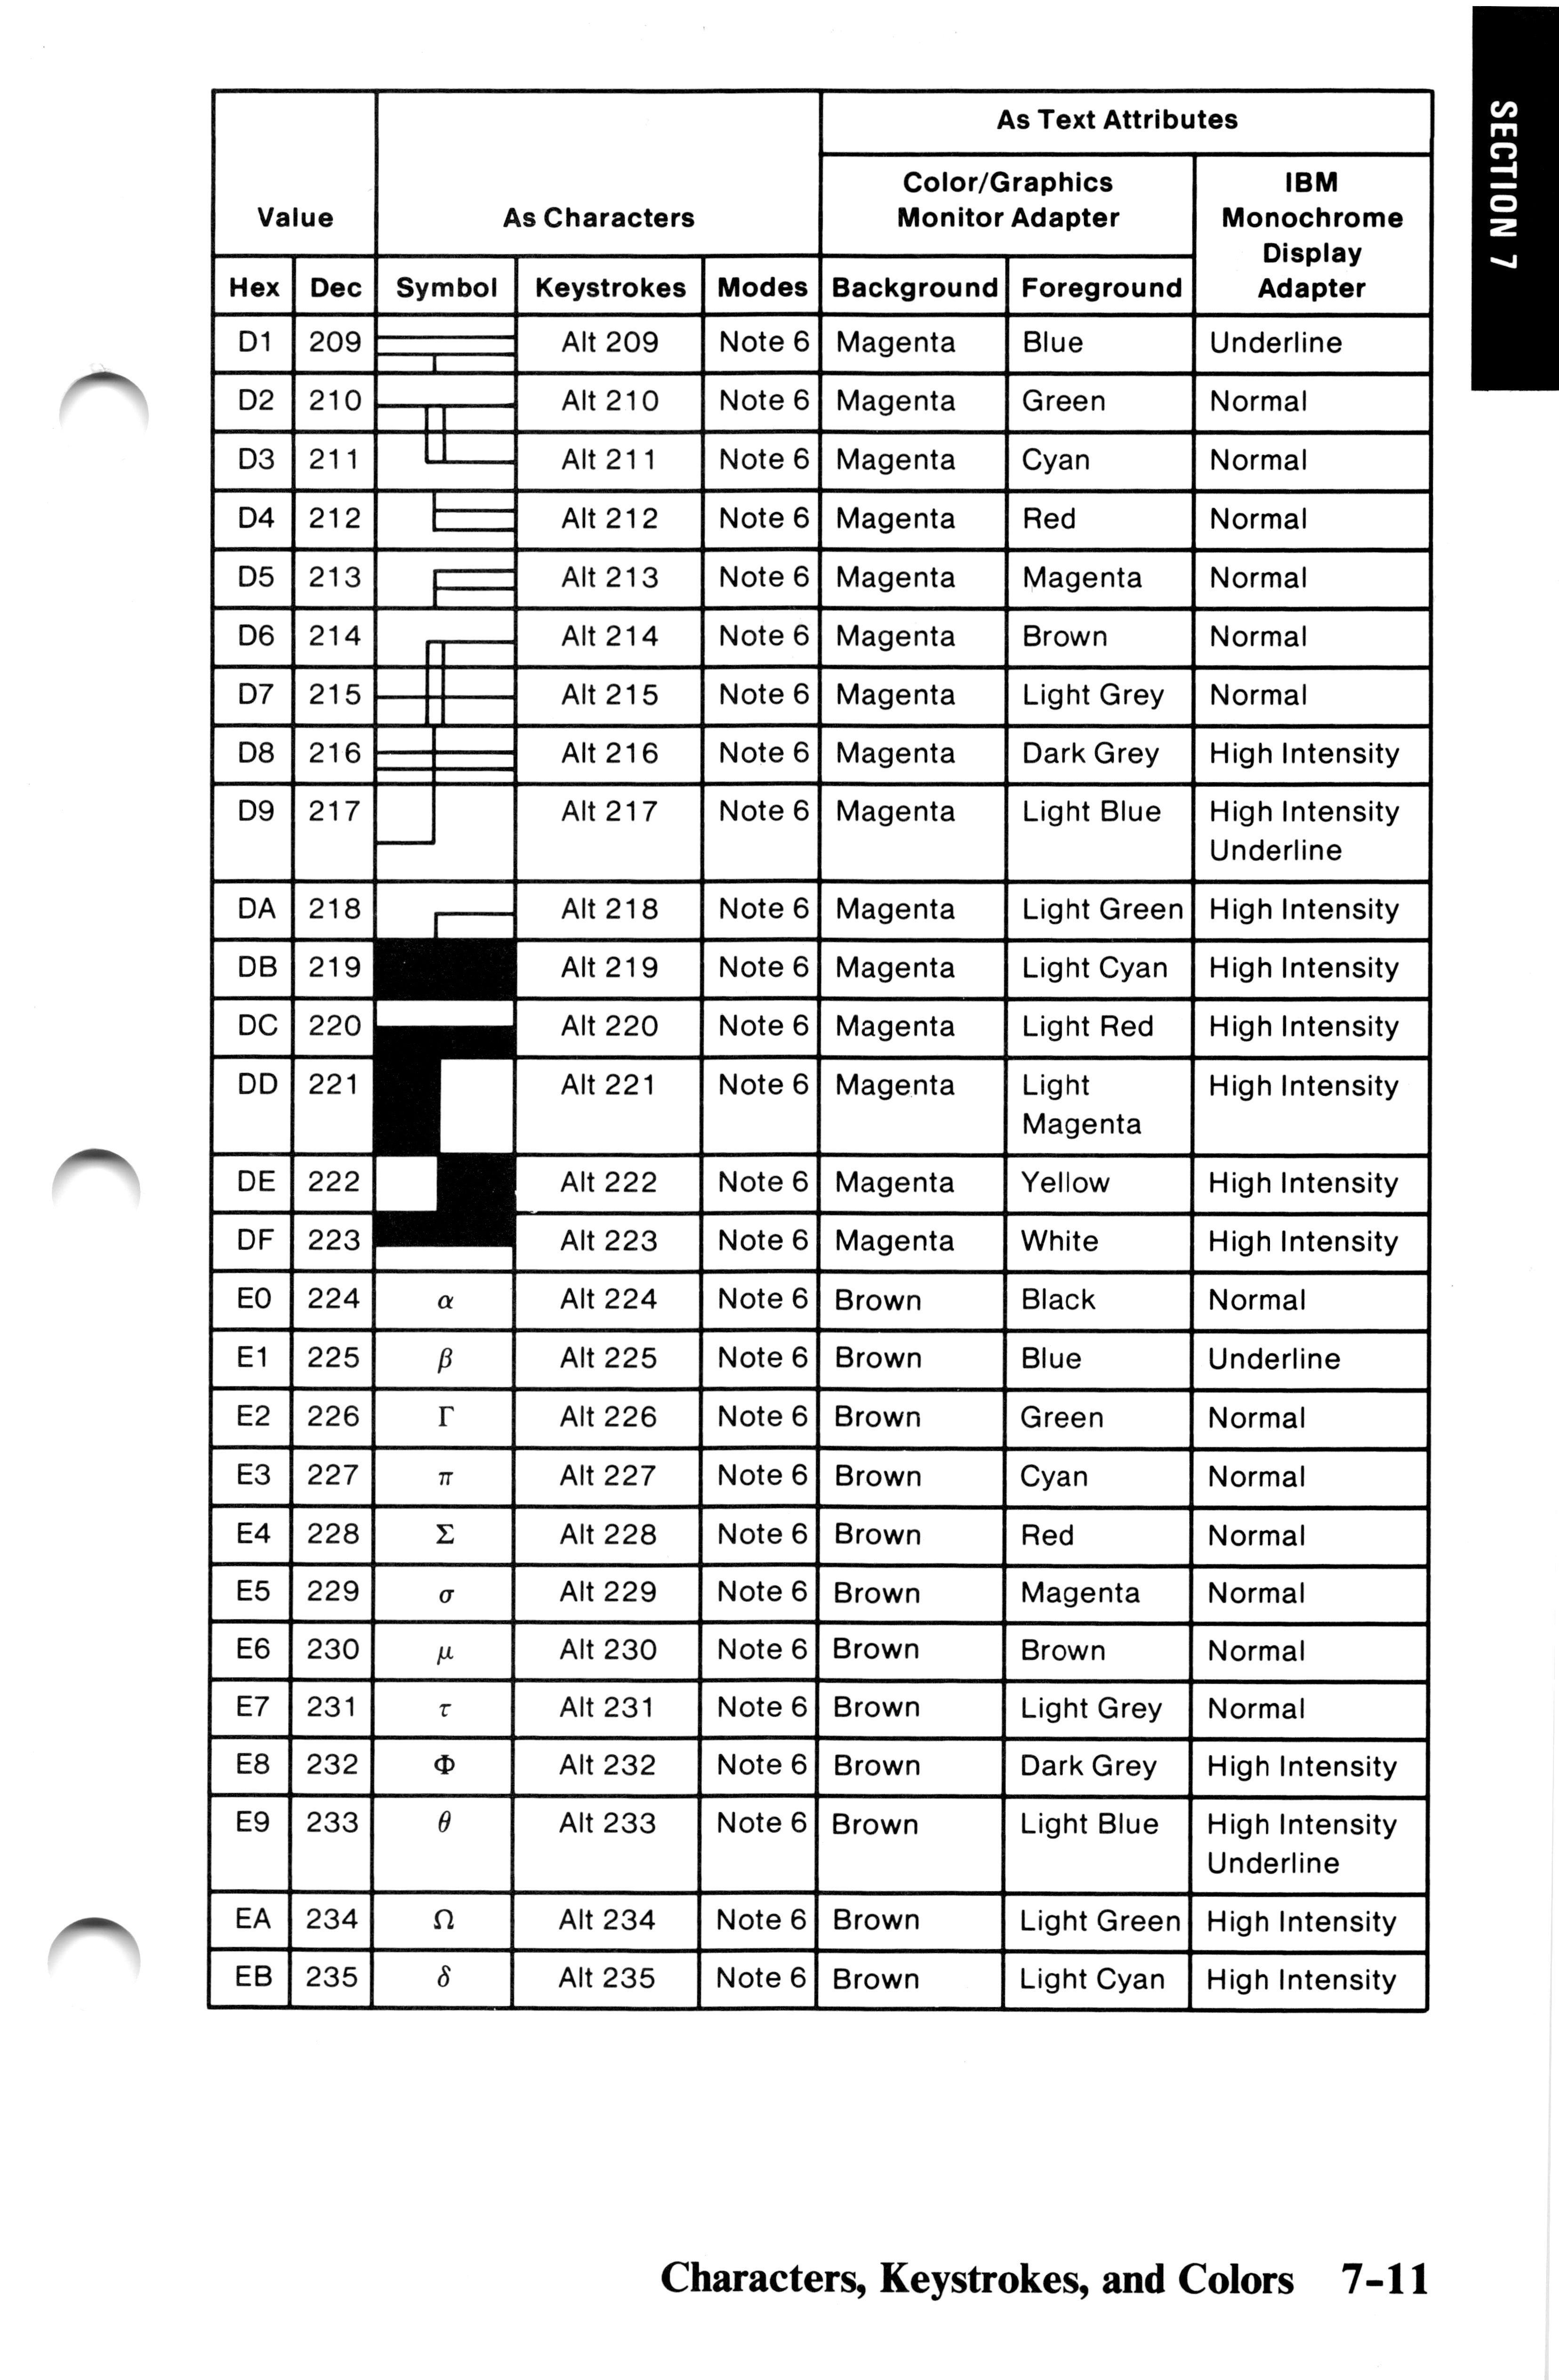 SECTION 7
As Text Attributes
Value As Characters Color/Graphics Monitor Adapter IBM Monochrome Display Adapter
Hex Dec Symbol Keystrokes Modes Background Foreground
D1 209 ╤ Alt 209 Note 6 Magenta Blue Underline
D2 210 ╥ Alt 210 Note 6 Magenta Green Normal
D3 211 ╙ Alt 211 Note 6 Magenta Cyan Normal
D4 212 ╘ Alt 212 Note 6 Magenta Red Normal
D5 213 ╒ Alt 213 Note 6 Magenta Magenta Normal
D6 214 ╓ Alt 214 Note 6 Magenta Brown Normal
D7 215 ╫ Alt 215 Note 6 Magenta Light Grey Normal
D8 216 ╪ Alt 216 Note 6 Magenta Dark Grey High Intensity
D9 217 ┘ Alt 217 Note 6 Magenta Light Blue High Intensity
Underline
DA 218 ┌ Alt 218 Note 6 Magenta Light Green High Intensity
DB 219 █ Alt 219 Note 6 Magenta Light Cyan High Intensity
DC 220 ▄ Alt 220 Note 6 Magenta Light Red High Intensity
DD 221 ▌ Alt 221 Note 6 Magenta Light High Intensity
Magenta
DE 222 ▐ Alt 222 Note 6 Magenta Yellow High Intensity
DF 223 ▀ Alt 223 Note 6 Magenta White High Intensity
E0 224 α Alt 224 Note 6 Brown Black Normal
E1 225 β Alt 225 Note 6 Brown Blue Underline
E2 226 Γ Alt 226 Note 6 Brown Green Normal
E3 227 π Alt 227 Note 6 Brown Cyan Normal
E4 228 Σ Alt 228 Note 6 Brown Red Normal
E5 229 σ Alt 229 Note 6 Brown Magenta Normal
E6 230 μ Alt 230 Note 6 Brown Brown Normal
E7 231 τ Alt 231 Note 6 Brown Light Grey Normal
E8 232 Φ Alt 232 Note 6 Brown Dark Grey High Intensity
E9 233 θ Alt 233 Note 6 Brown Light Blue High Intensity
Underline
EA 234 Ω Alt 234 Note 6 Brown Light Green High Intensity
EB 235 δ Alt 235 Note 6 Brown Light Cyan High Intensity
Characters, Keystrokes, and Colors 7-11